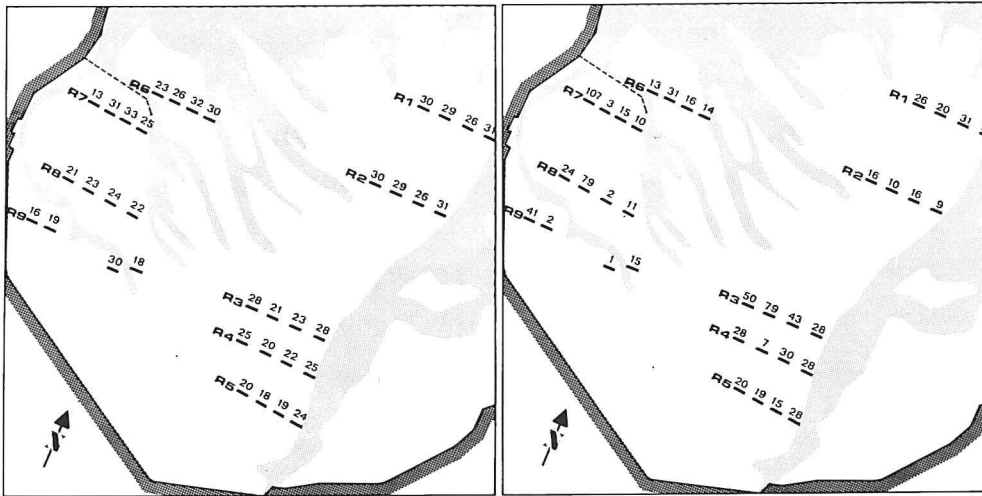 R6 23 26 32 30
R7 13 31 33 25
R1 30 29 26 31
R8 21 23 24 22
R2 30 29 26 31
R9 16 19
30 18
R3 28 21 23 28
R4 25 20 22 25
R5 20 18 19 24
R6 13 31 16 14
R7 107 3 15 10
R1 26 20 31
R8 24 79 2 11
R2 16 10 16 9
R9 41 2
1 15
R3 50 79 43 28
R4 28 7 30 28
R5 20 19 15 28